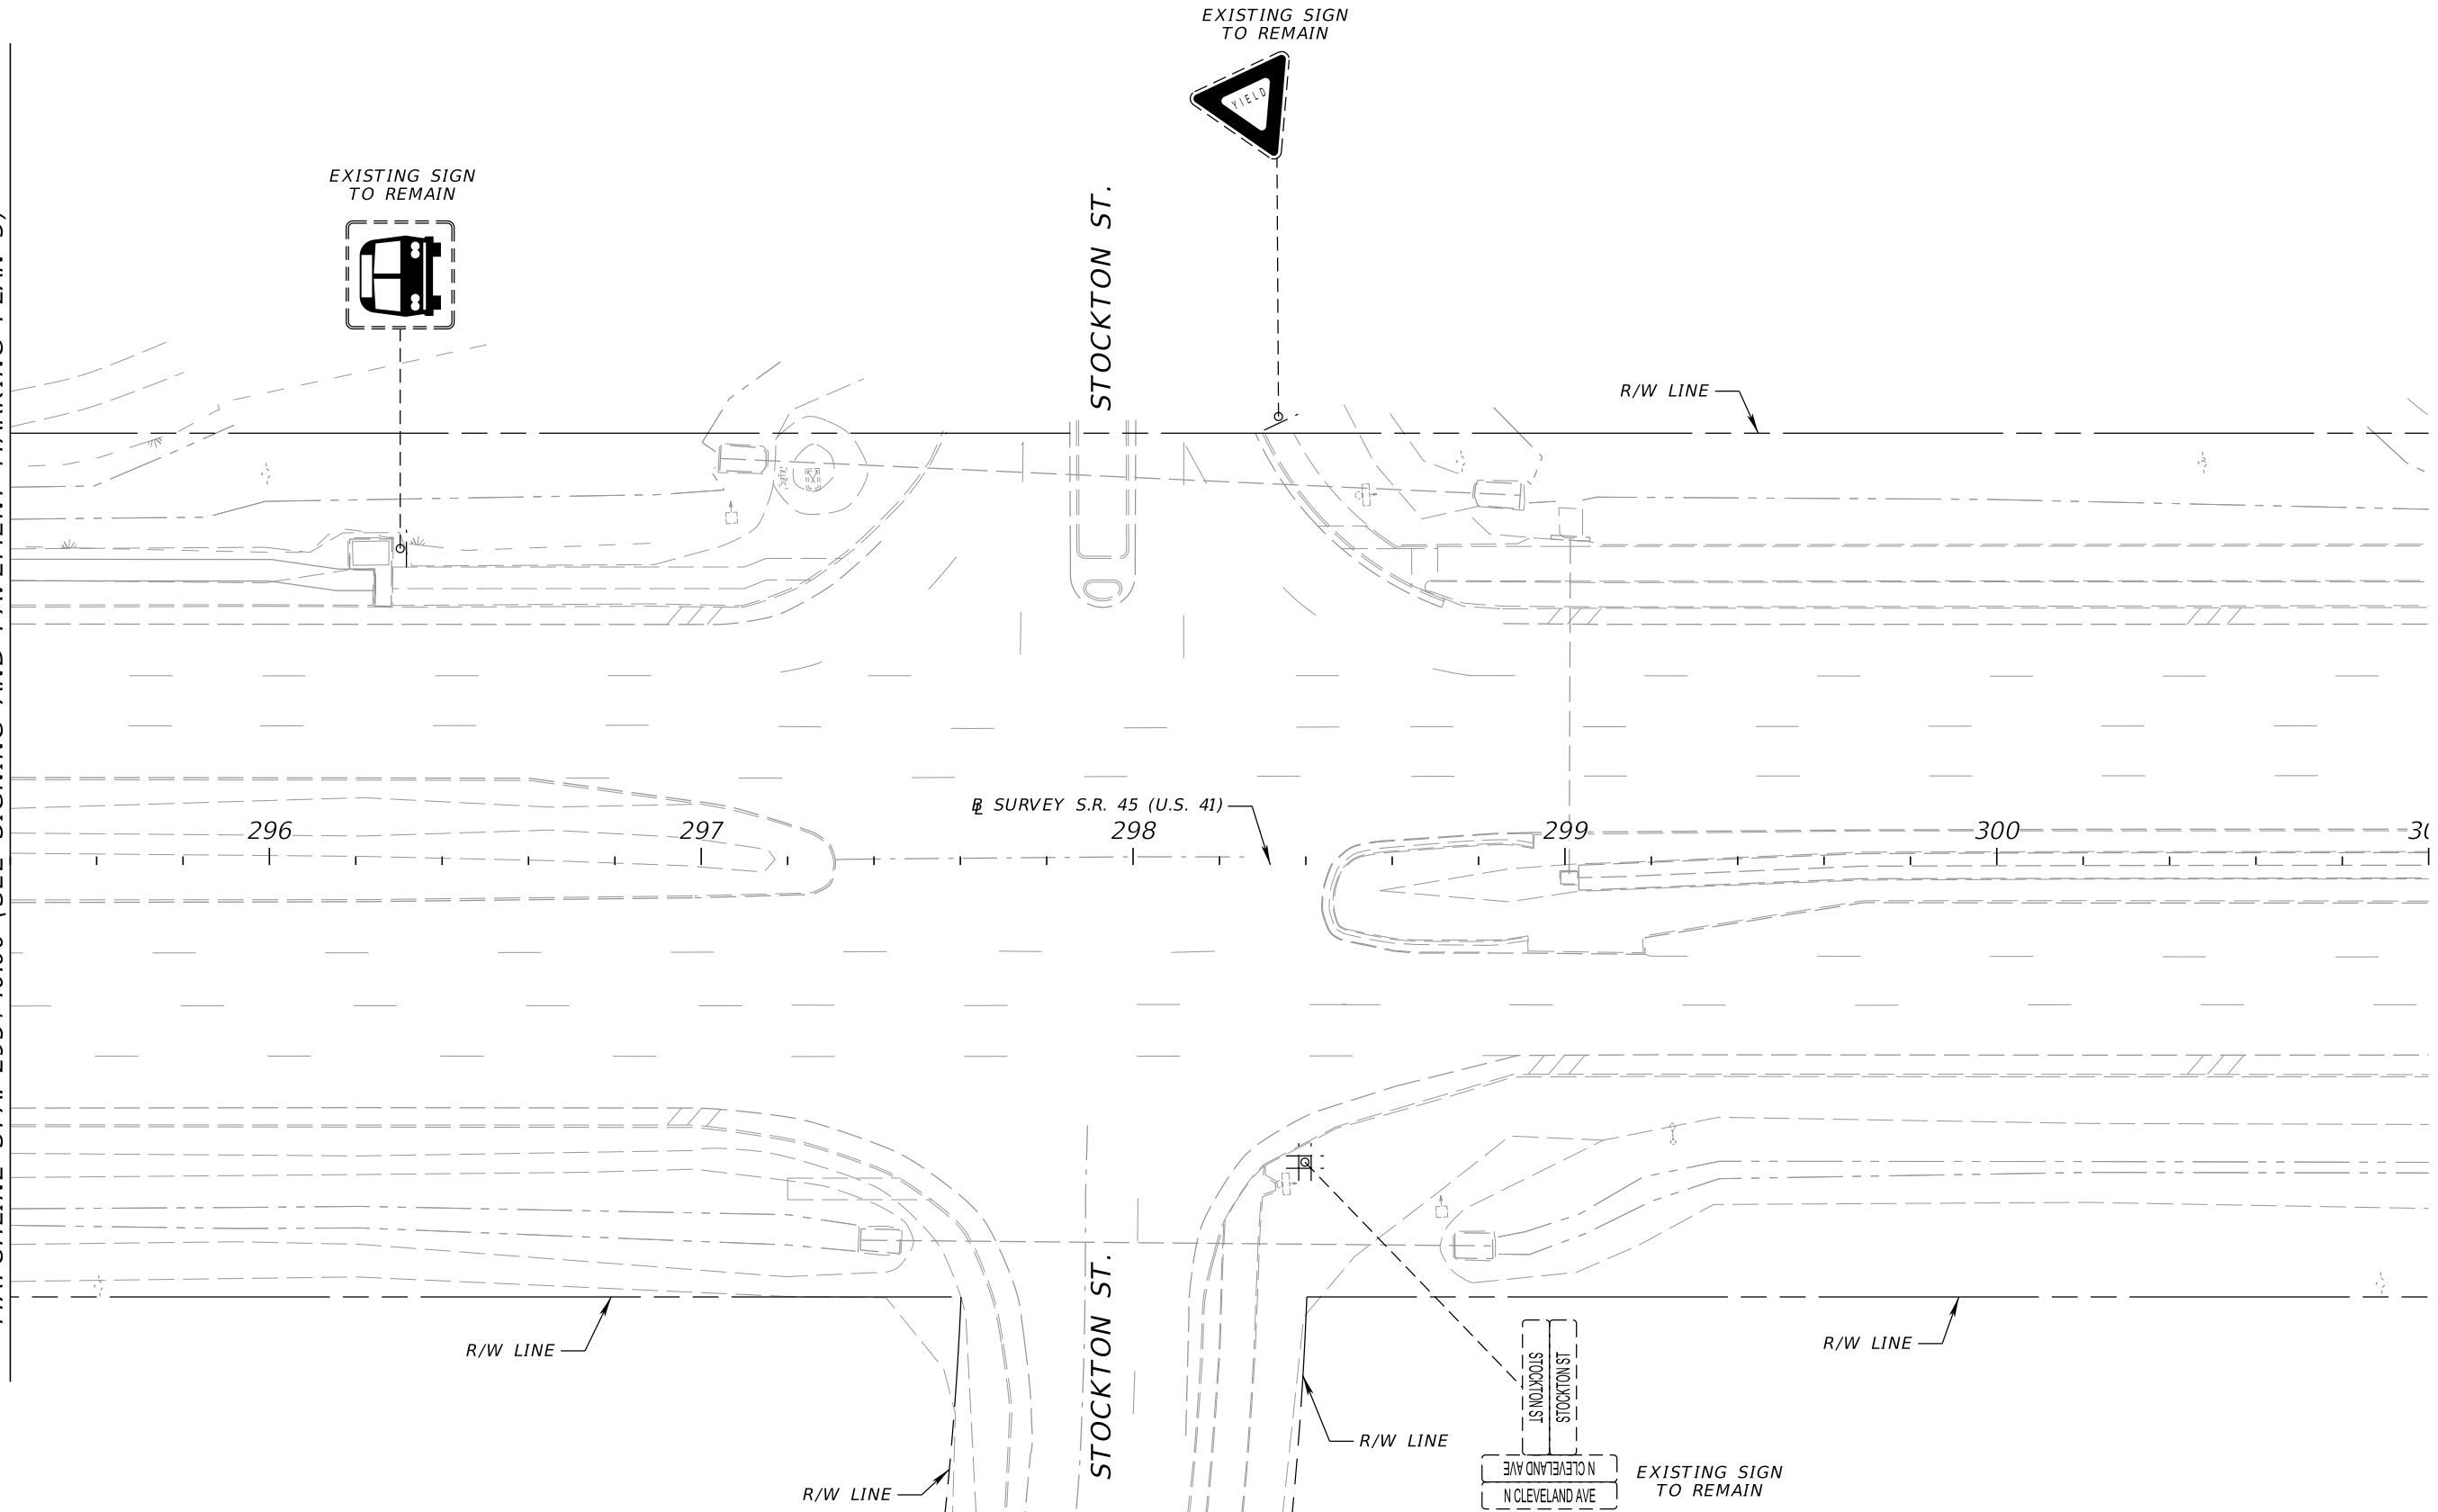 EXISTING SIGN
TO REMAIN
YIELD
EXISTING SIGN
TO REMAIN
STOCKTON ST.
R/W LINE
℄ SURVEY S.R. 45 (U.S. 41)
296
297
298
299
300
R/W LINE
R/W LINE
R/W LINE
R/W LINE
STOCKTON ST.
STOCKTON ST
STOCKTON ST
N CLEVELAND AVE
N CLEVELAND AVE
EXISTING SIGN
TO REMAIN